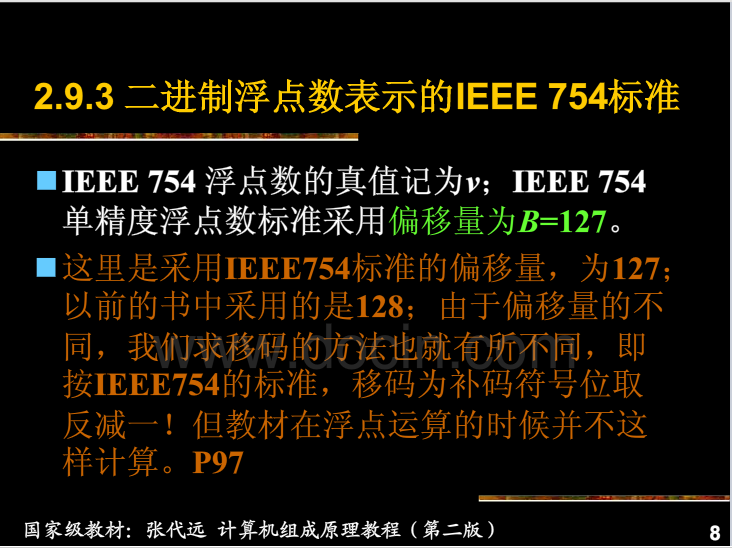 2.9.3 二进制浮点数表示的IEEE 754标准
IEEE 754 浮点数的真值记为v；IEEE 754
单精度浮点数标准采用偏移量为B=127。
这里是采用IEEE754标准的偏移量，为127；
以前的书中采用的是128；由于偏移量的不
同，我们求移码的方法也就有所不同，即
按IEEE754的标准，移码为补码符号位取
反减一！但教材在浮点运算的时候并不这
样计算。P97
www.docin.com
国家级教材：张代远 计算机组成原理教程（第二版）
8